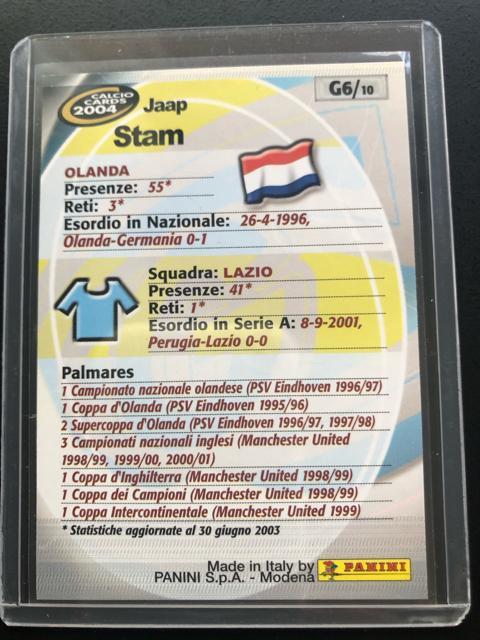 CALCIO
CARDS
2004
G6/10
Jaap
Stam
OLANDA
Presenze: 55*
Reti: 3*
Esordio in Nazionale: 26-4-1996,
Olanda-Germania 0-1
Squadra: LAZIO
Presenze: 41*
Reti: 1*
Esordio in Serie A: 8-9-2001,
Perugia-Lazio 0-0
Palmares
1 Campionato nazionale olandese (PSV Eindhoven 1996/97)
1 Coppa d'Olanda (PSV Eindhoven 1995/96)
2 Supercoppa d'Olanda (PSV Eindhoven 1996/97, 1997/98)
3 Campionati nazionali inglesi (Manchester United
1998/99, 1999/00, 2000/01)
1 Coppa d'Inghilterra (Manchester United 1998/99)
1 Coppa dei Campioni (Manchester United 1998/99)
1 Coppa Intercontinentale (Manchester United 1999)
* Statistiche aggiornate al 30 giugno 2003
Made in Italy by
PANINI S.p.A. - Modena
PANINI